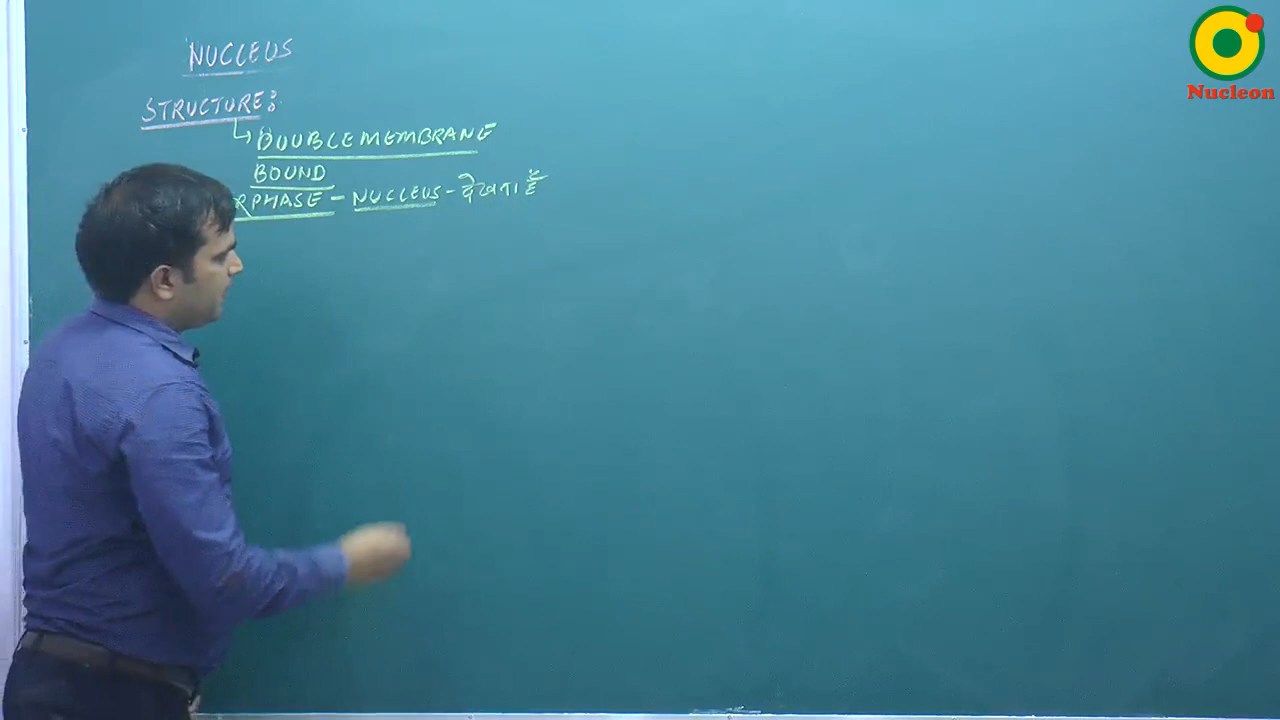 NUCLEUS
STRUCTURE:
↳ DOUBLE MEMBRANE
BOUND
RPHASE - NUCLEUS - देखता है
Nucleon